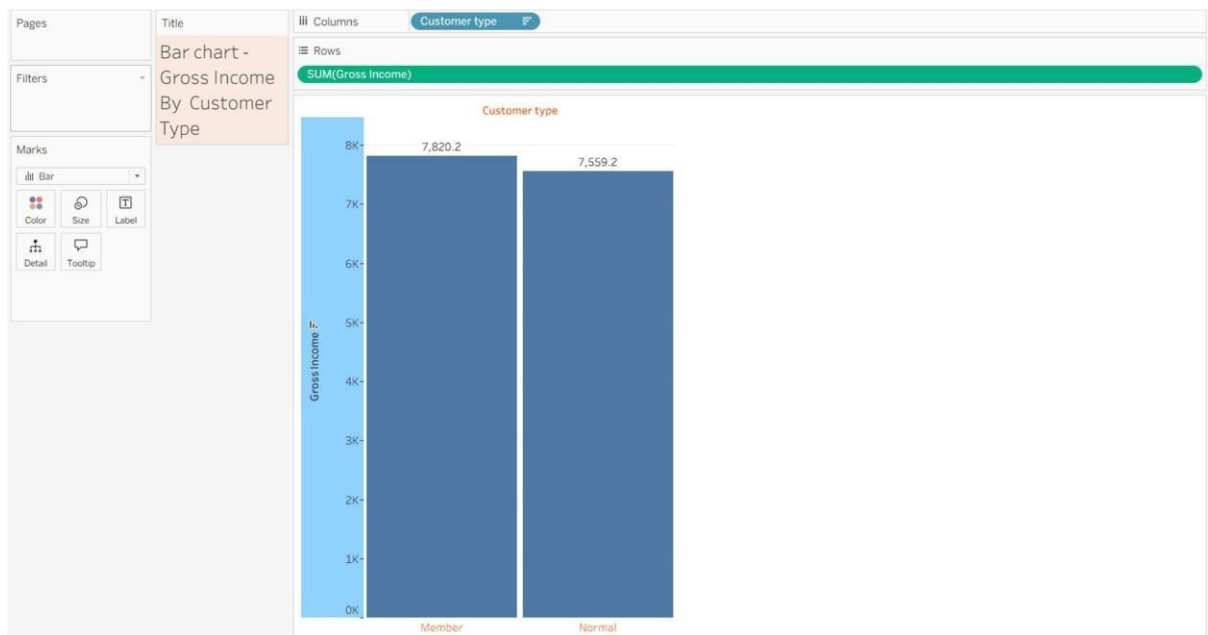 Pages
Filters
Marks
Bar
Color
Size
Label
Detail
Tooltip
Title
Bar chart -
Gross Income
By Customer
Type
Columns
Customer type
Rows
SUM(Gross Income)
Customer type
Gross Income
8K
7K
6K
5K
4K
3K
2K
1K
0K
7,820.2
7,559.2
Member
Normal